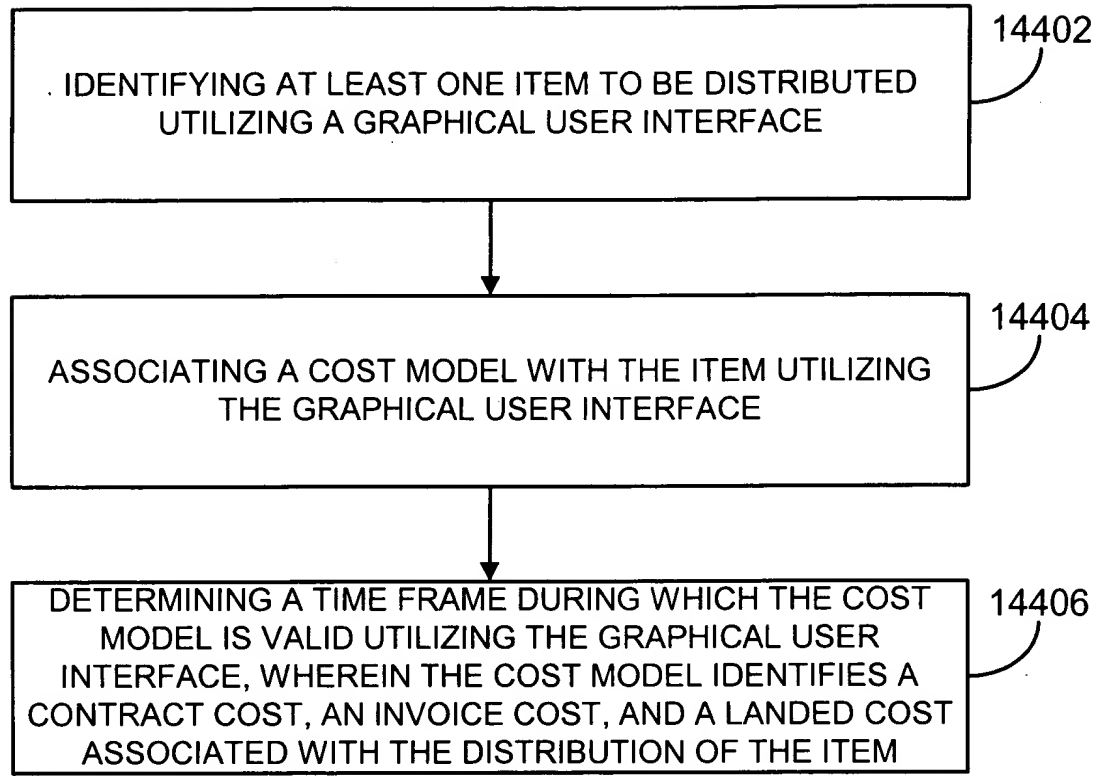 14402
IDENTIFYING AT LEAST ONE ITEM TO BE DISTRIBUTED
UTILIZING A GRAPHICAL USER INTERFACE
14404
ASSOCIATING A COST MODEL WITH THE ITEM UTILIZING
THE GRAPHICAL USER INTERFACE
14406
DETERMINING A TIME FRAME DURING WHICH THE COST
MODEL IS VALID UTILIZING THE GRAPHICAL USER
INTERFACE, WHEREIN THE COST MODEL IDENTIFIES A
CONTRACT COST, AN INVOICE COST, AND A LANDED COST
ASSOCIATED WITH THE DISTRIBUTION OF THE ITEM